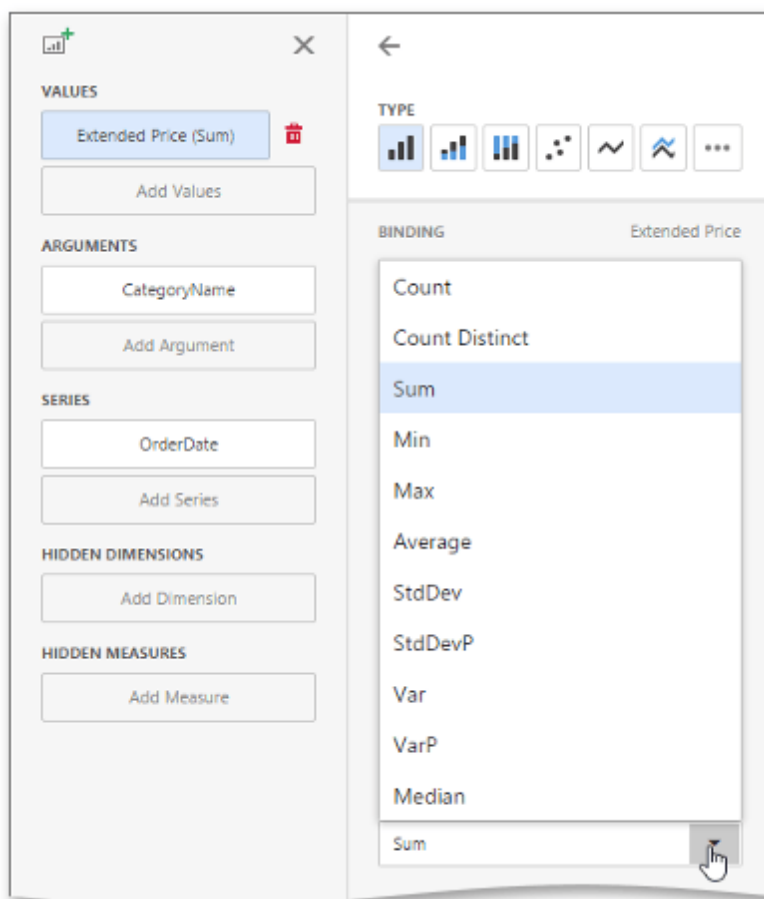 VALUES
Extended Price (Sum)
Add Values
ARGUMENTS
CategoryName
Add Argument
SERIES
OrderDate
Add Series
HIDDEN DIMENSIONS
Add Dimension
HIDDEN MEASURES
Add Measure
TYPE
BINDING Extended Price
Count
Count Distinct
Sum
Min
Max
Average
StdDev
StdDevP
Var
VarP
Median
Sum